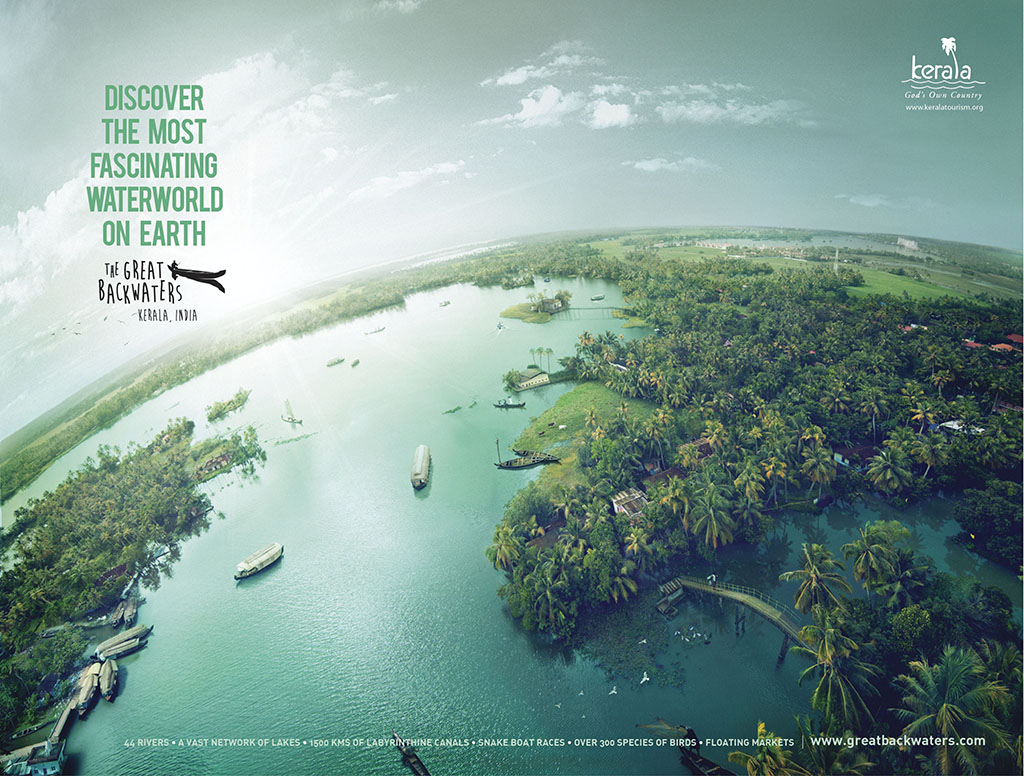 DISCOVER
THE MOST
FASCINATING
WATERWORLD
ON EARTH
THE GREAT
BACKWATERS
KERALA, INDIA
kerala
God's Own Country
www.keralatourism.org
44 RIVERS • A VAST NETWORK OF LAKES • 1500 KMS OF LABYRINTHINE CANALS • SNAKE BOAT RACES • OVER 300 SPECIES OF BIRDS • FLOATING MARKETS | www.greatbackwaters.com